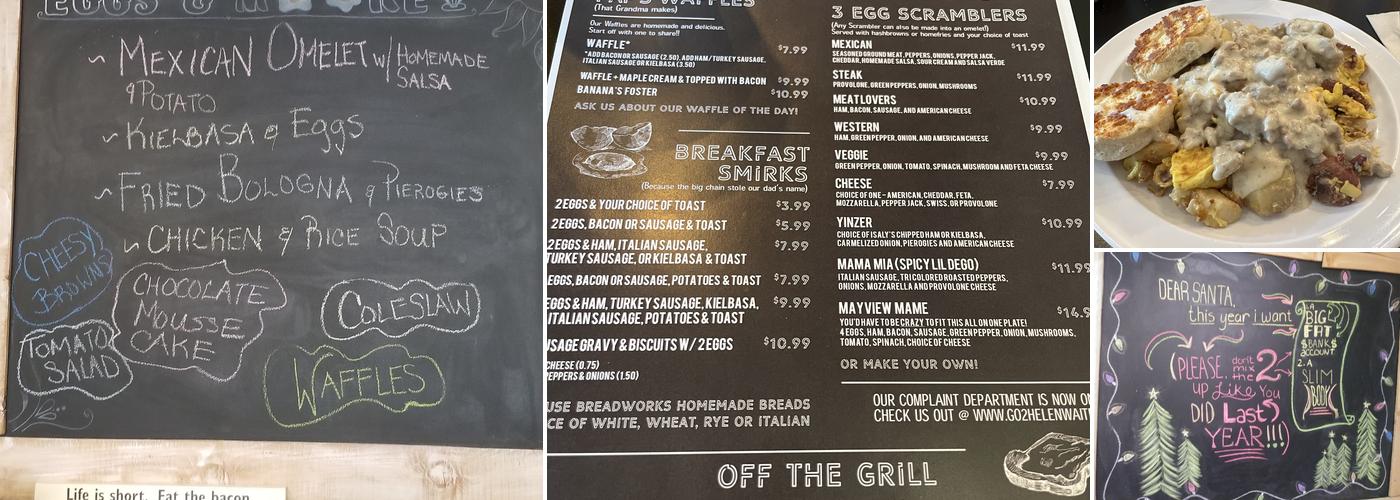 EGGS & M
~ MEXICAN OMELET w/ HOMEMADE
SALSA
& POTATO
~ KIELBASA & Eggs
~ FRIED BOLOGNA & PIEROGIES
~ CHICKEN & RICE SOUP
CHEESY
BROWNS
CHOCOLATE
MOUSSE
CAKE
COLESLAW
TOMATO
SALAD
WAFFLES
Life is short. Eat the bacon.
WAFFLES
(That Grandma makes)
Our Waffles are homemade and delicious.
Start off with one to share!!
WAFFLE* $7.99
*ADD BACON OR SAUSAGE (2.50), ADD HAM/TURKEY SAUSAGE,
ITALIAN SAUSAGE OR KIELBASA (3.50)
WAFFLE + MAPLE CREAM & TOPPED WITH BACON $9.99
BANANA'S FOSTER $10.99
ASK US ABOUT OUR WAFFLE OF THE DAY!
BREAKFAST
SMiRKS
(Because the big chain stole our dad's name)
2 EGGS & YOUR CHOICE OF TOAST $3.99
2 EGGS, BACON OR SAUSAGE & TOAST $5.99
2 EGGS & HAM, ITALIAN SAUSAGE, $7.99
TURKEY SAUSAGE, OR KIELBASA & TOAST
EGGS, BACON OR SAUSAGE, POTATOES & TOAST $7.99
EGGS & HAM, TURKEY SAUSAGE, KIELBASA, $9.99
ITALIAN SAUSAGE, POTATOES & TOAST
USAGE GRAVY & BISCUITS W/ 2 EGGS $10.99
CHEESE (0.75)
PEPPERS & ONIONS (1.50)
USE BREADWORKS HOMEMADE BREADS
CE OF WHITE, WHEAT, RYE OR ITALIAN
3 EGG SCRAMBLERS
(Any Scrambler can also be made into an omelet!)
Served with hashbrowns or homefries and your choice of toast
MEXICAN $11.99
SEASONED GROUND MEAT, PEPPERS, ONIONS, PEPPER JACK,
CHEDDAR, HOMEMADE SALSA, SOUR CREAM AND SALSA VERDE
STEAK $11.99
PROVOLONE, GREEN PEPPERS, ONION, MUSHROOMS
MEATLOVERS $10.99
HAM, BACON, SAUSAGE, AND AMERICAN CHEESE
WESTERN $9.99
HAM, GREEN PEPPER, ONION, AND AMERICAN CHEESE
VEGGIE $9.99
GREEN PEPPER, ONION, TOMATO, SPINACH, MUSHROOM AND FETA CHEESE
CHEESE $7.99
CHOICE OF ONE - AMERICAN, CHEDDAR, FETA,
MOZZARELLA, PEPPER JACK, SWISS, OR PROVOLONE
YINZER $10.99
CHOICE OF ISALY'S CHIPPED HAM OR KIELBASA,
CARMELIZED ONION, PIEROGIES AND AMERICAN CHEESE
MAMA MIA (SPICY LIL DEGO) $11.99
ITALIAN SAUSAGE, TRICOLORED ROASTED PEPPERS,
ONIONS, MOZZARELLA AND PROVOLONE CHEESE
MAYVIEW MAME $14.9
YOU'D HAVE TO BE CRAZY TO FIT THIS ALL ON ONE PLATE!
4 EGGS, HAM, BACON, SAUSAGE, GREEN PEPPER, ONION, MUSHROOMS,
TOMATO, SPINACH, CHOICE OF CHEESE
OR MAKE YOUR OWN!
OUR COMPLAINT DEPARTMENT IS NOW O
CHECK US OUT @ WWW.GO2HELENWAIT
OFF THE GRiLL
DEAR SANTA,
this year i want
1. A
BIG
FAT
$BANK$
ACCOUNT
2. A
SLIM
BODY
(PLEASE, don't
mix
the 2
up Like You
DID LAST
YEAR!!!)